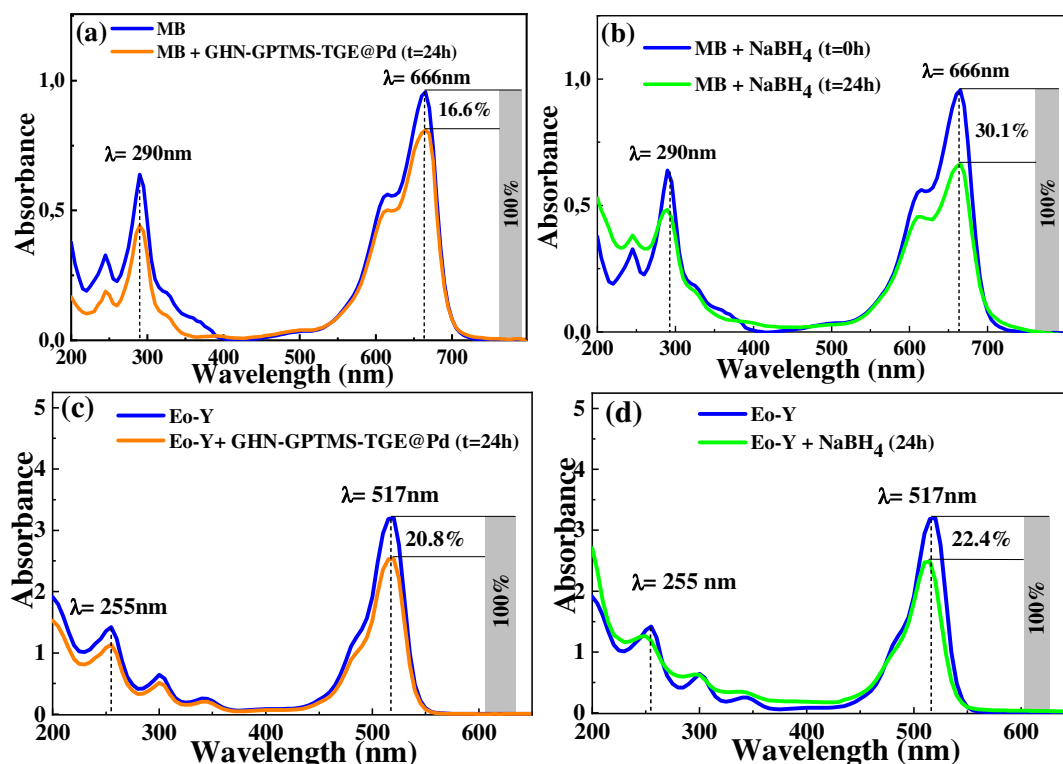 (a)
MB
MB + GHN-GPTMS-TGE@Pd (t=24h)
λ= 666nm
16.6%
λ= 290nm
100%
1,0
0.5
0,0
Absorbance
200 300 400 500 600 700
Wavelength (nm)
(b)
MB + NaBH4 (t=0h)
MB + NaBH4 (t=24h)
λ= 666nm
30.1%
λ= 290nm
100%
1,0
0.5
0,0
Absorbance
200 300 400 500 600 700
Wavelength (nm)
(c)
Eo-Y
Eo-Y+ GHN-GPTMS-TGE@Pd (t=24h)
λ= 517nm
20.8%
λ= 255nm
100%
5
4
3
2
1
0
Absorbance
200 300 400 500 600
Wavelength (nm)
(d)
Eo-Y
Eo-Y + NaBH4 (24h)
λ= 517nm
22.4%
λ= 255 nm
100%
5
4
3
2
1
0
Absorbance
200 300 400 500 600
Wavelength (nm)